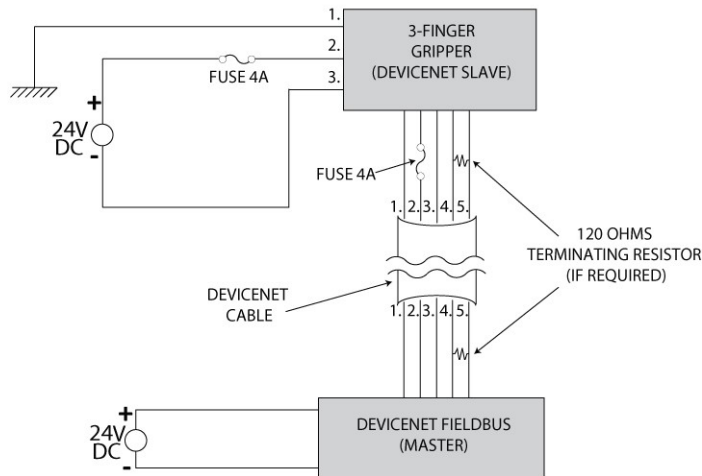 1.
2.
3.
3-FINGER
GRIPPER
(DEVICENET SLAVE)
FUSE 4A
+
24V
DC
-
FUSE 4A
1. 2. 3. 4. 5.
120 OHMS
TERMINATING RESISTOR
(IF REQUIRED)
DEVICENET
CABLE
1. 2. 3. 4. 5.
+
24V
DC
-
DEVICENET FIELDBUS
(MASTER)